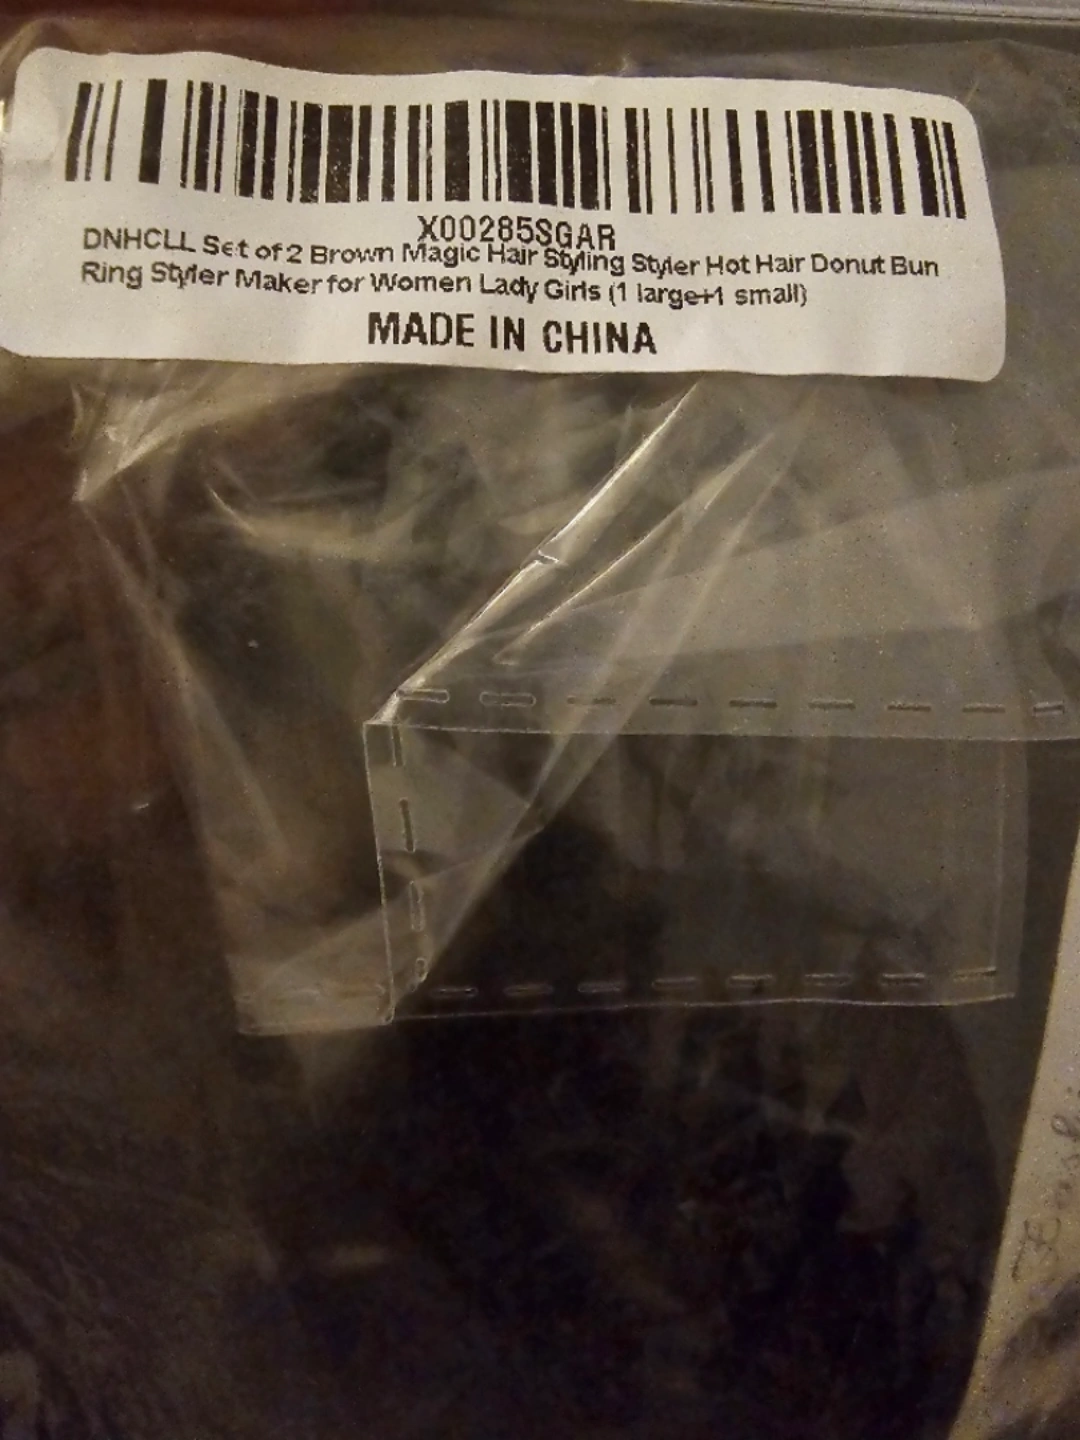 X00285SGAR
DNHCLL Set of 2 Brown Magic Hair Styling Styler Hot Hair Donut Bun
Ring Styler Maker for Women Lady Girls (1 large+1 small)
MADE IN CHINA